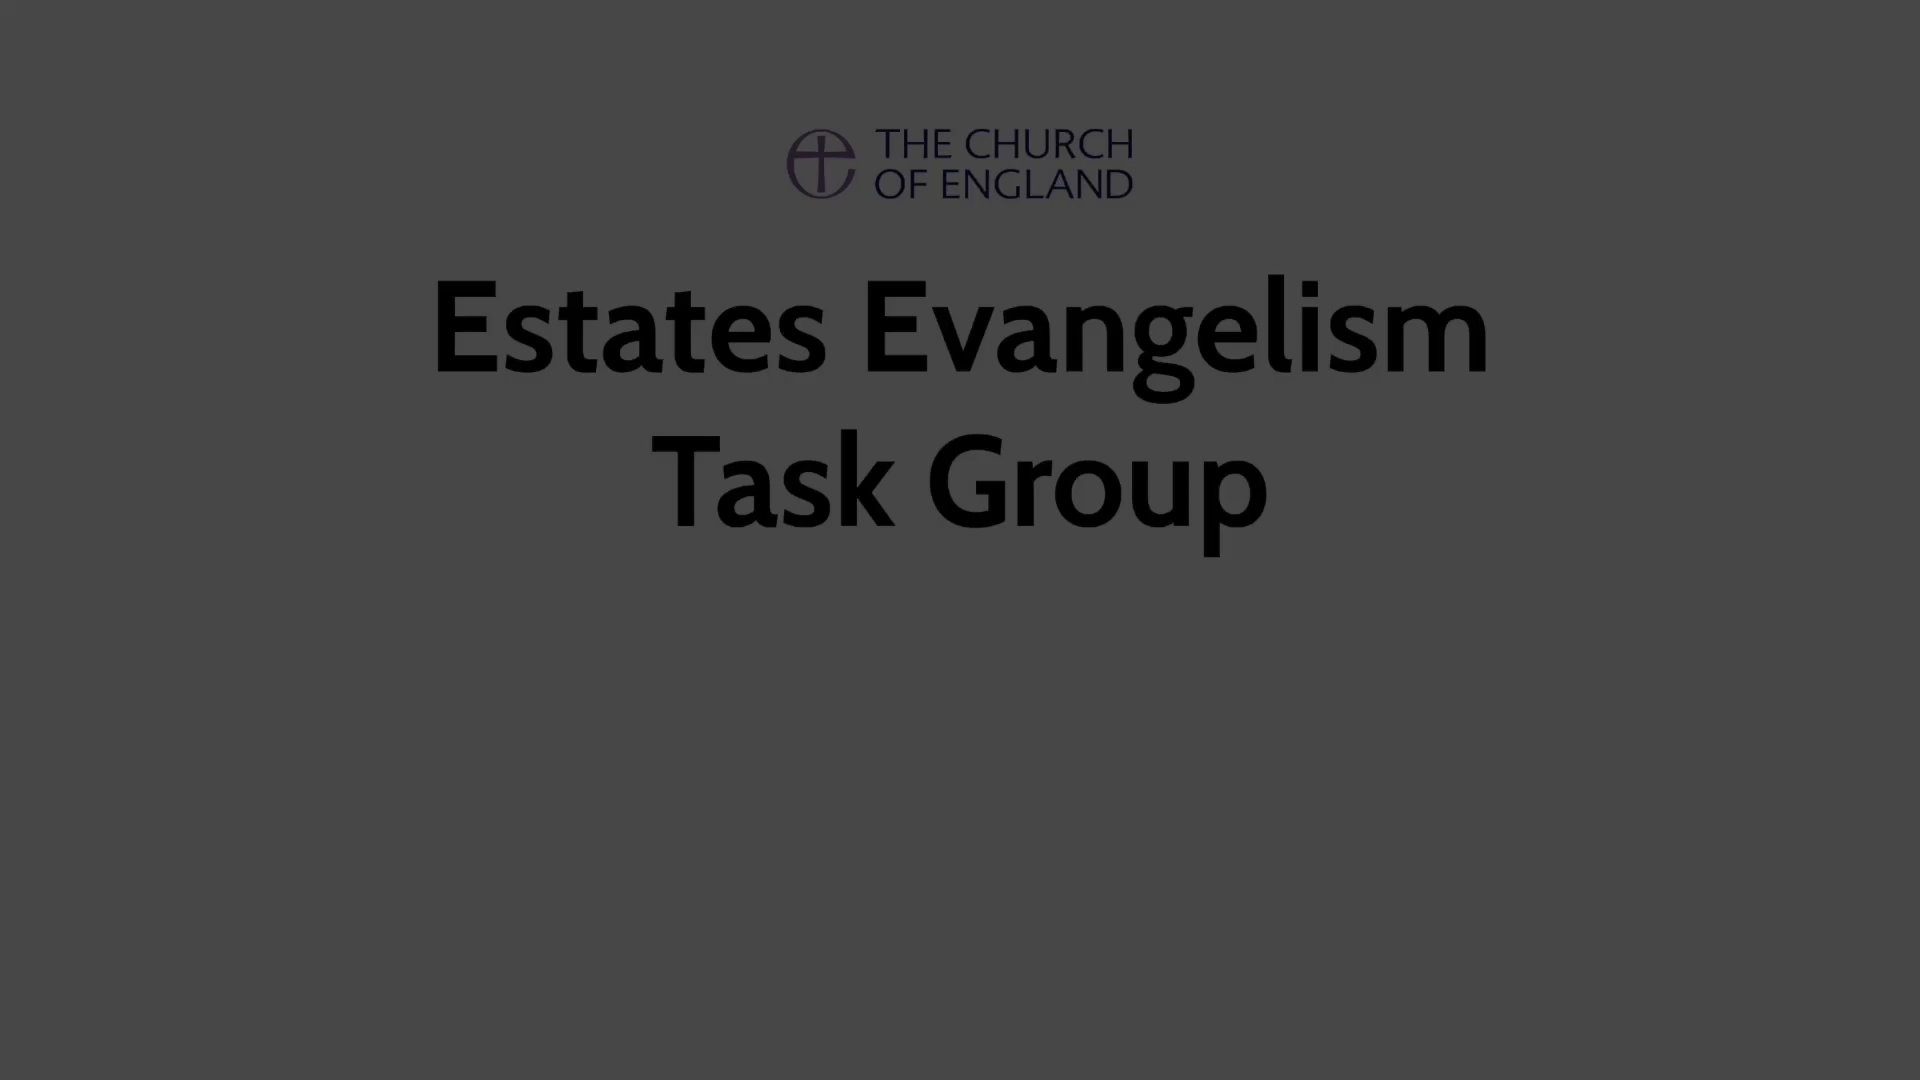 THE CHURCH
OF ENGLAND
Estates Evangelism
Task Group